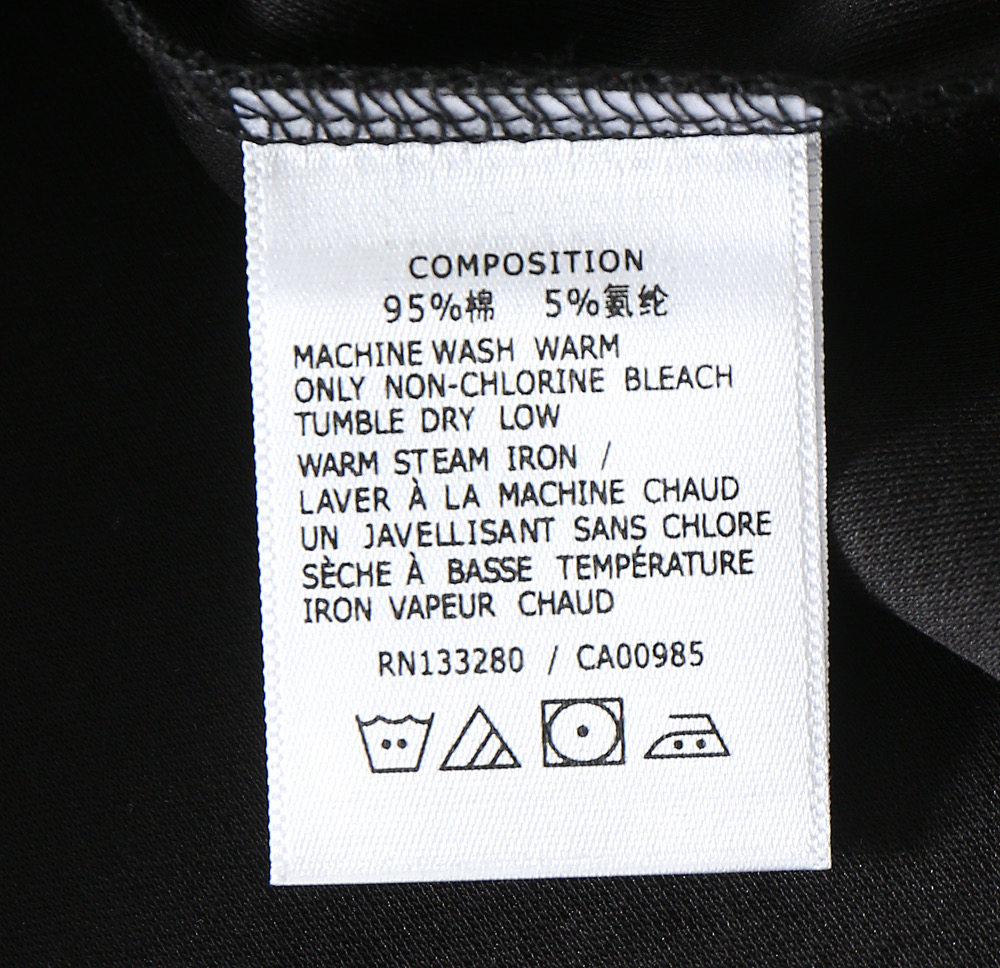 COMPOSITION
95%棉 5%氨纶
MACHINE WASH WARM
ONLY NON-CHLORINE BLEACH
TUMBLE DRY LOW
WARM STEAM IRON /
LAVER À LA MACHINE CHAUD
UN JAVELLISANT SANS CHLORE
SÈCHE À BASSE TEMPÉRATURE
IRON VAPEUR CHAUD
RN133280 / CA00985